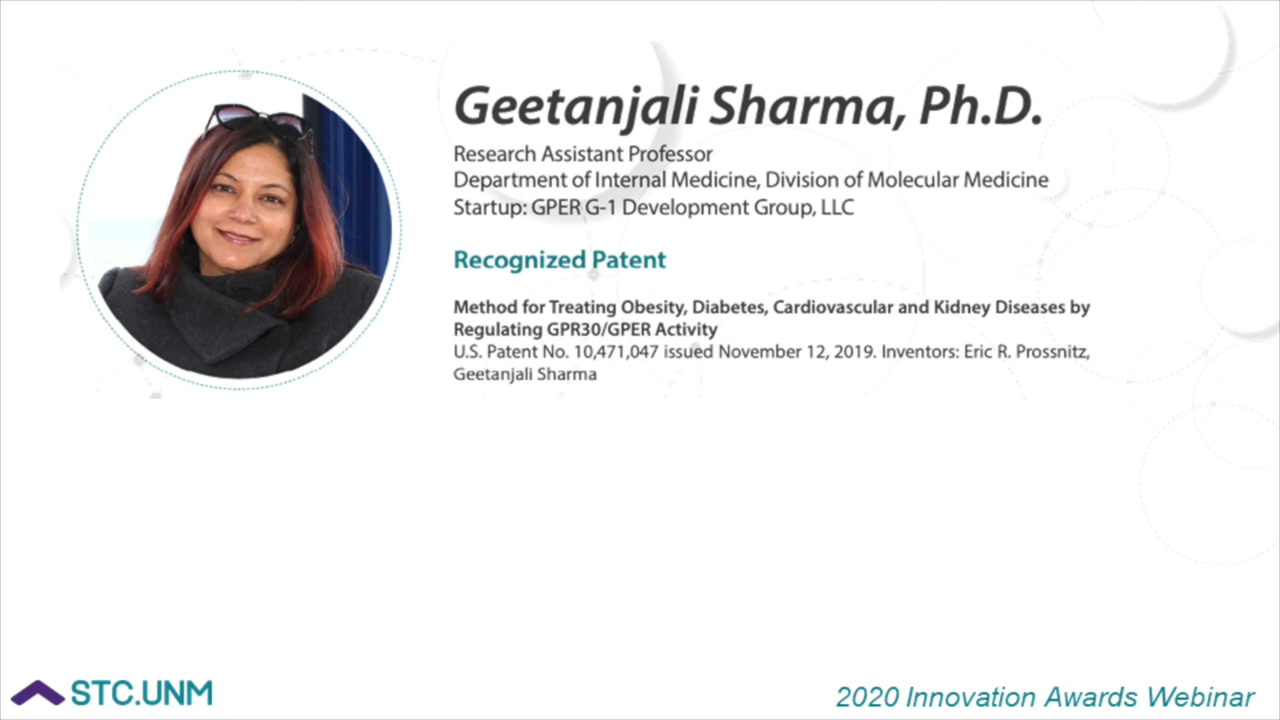 Geetanjali Sharma, Ph.D.
Research Assistant Professor
Department of Internal Medicine, Division of Molecular Medicine
Startup: GPER G-1 Development Group, LLC
Recognized Patent
Method for Treating Obesity, Diabetes, Cardiovascular and Kidney Diseases by
Regulating GPR30/GPER Activity
U.S. Patent No. 10,471,047 issued November 12, 2019. Inventors: Eric R. Prossnitz,
Geetanjali Sharma
STC.UNM
2020 Innovation Awards Webinar